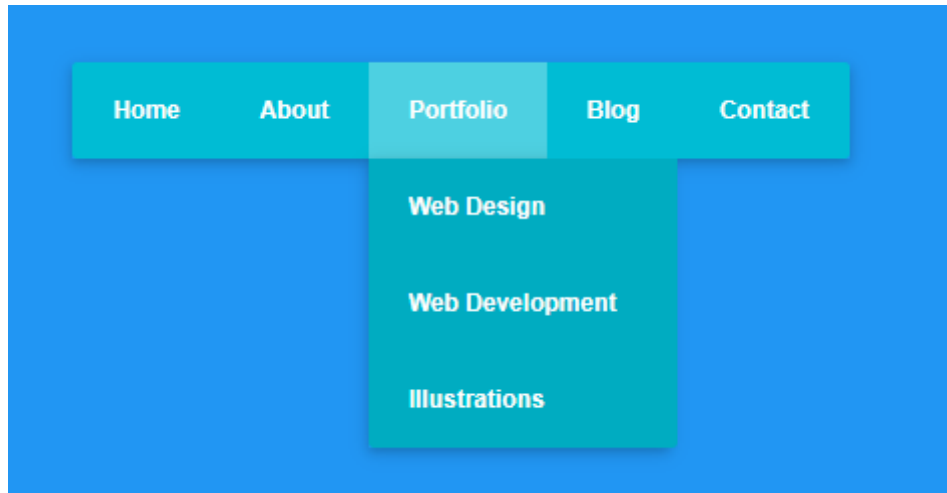 Home About Portfolio Blog Contact
Web Design
Web Development
Illustrations